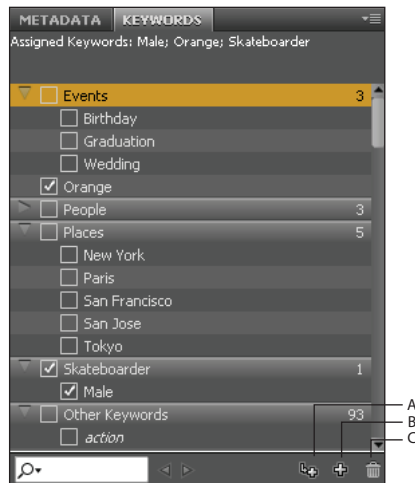 METADATA KEYWORDS
Assigned Keywords: Male; Orange; Skateboarder
Events 3
Birthday
Graduation
Wedding
Orange
People 3
Places 5
New York
Paris
San Francisco
San Jose
Tokyo
Skateboarder 1
Male
Other Keywords 93
action
A
B
C